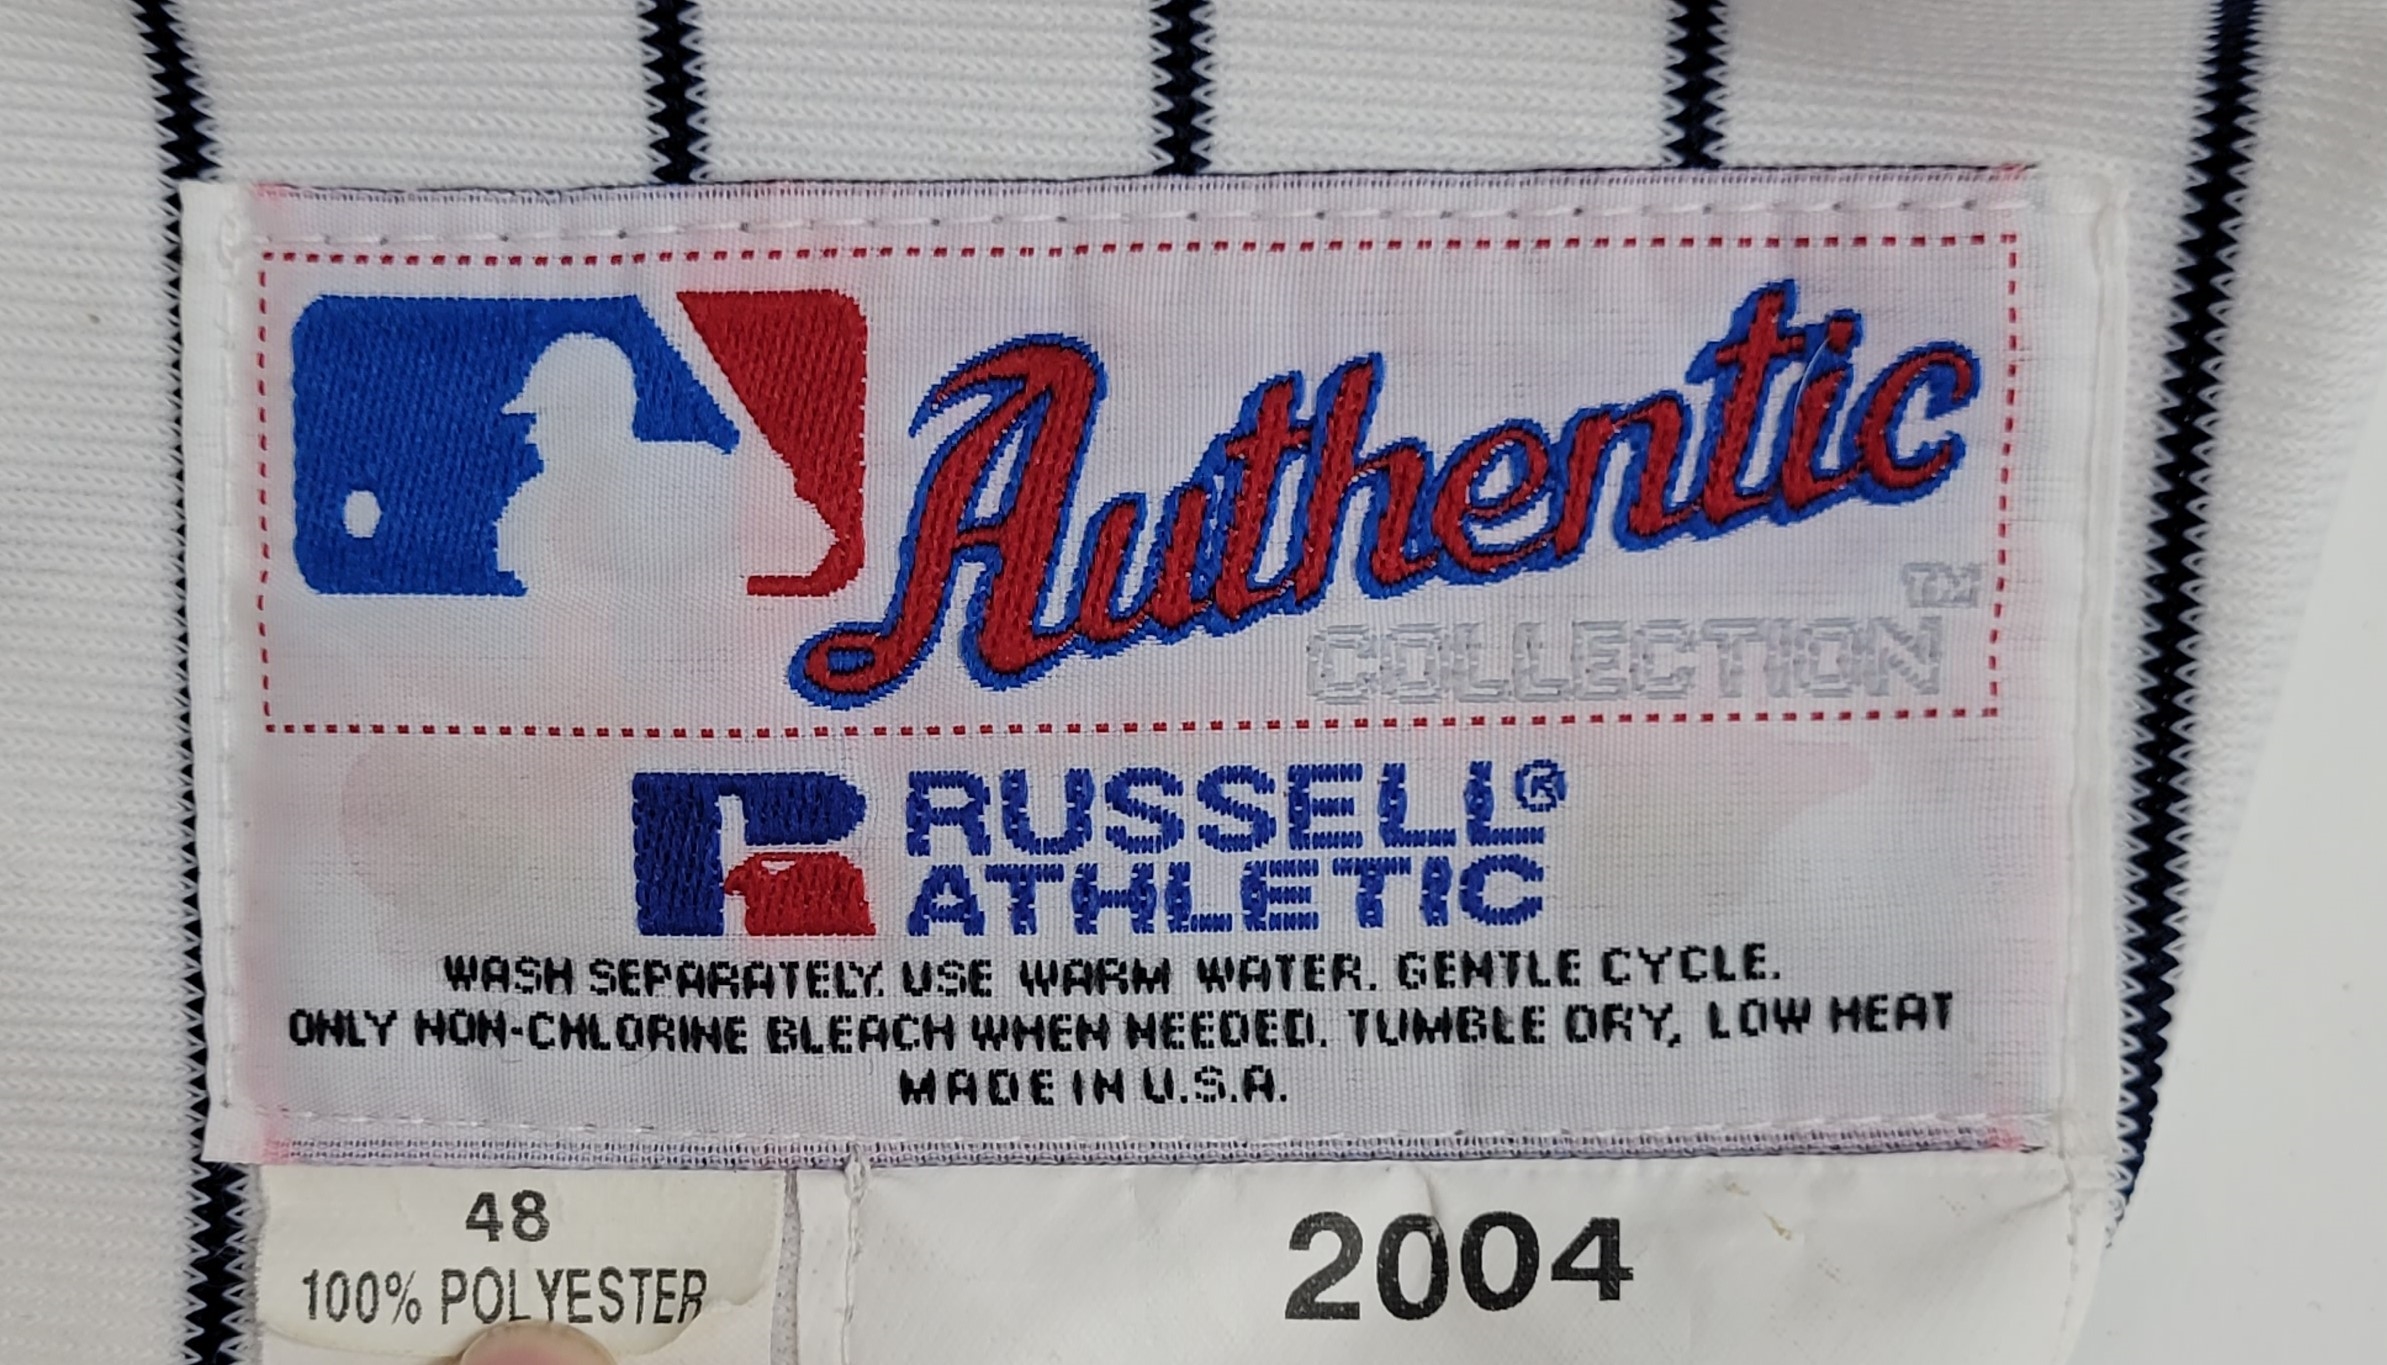 Authentic
™
COLLECTION
RUSSELL®
ATHLETIC
WASH SEPARATELY. USE WARM WATER. GENTLE CYCLE.
ONLY NON-CHLORINE BLEACH WHEN NEEDED. TUMBLE DRY, LOW HEAT
MADE IN U.S.A.
48
100% POLYESTER
2004